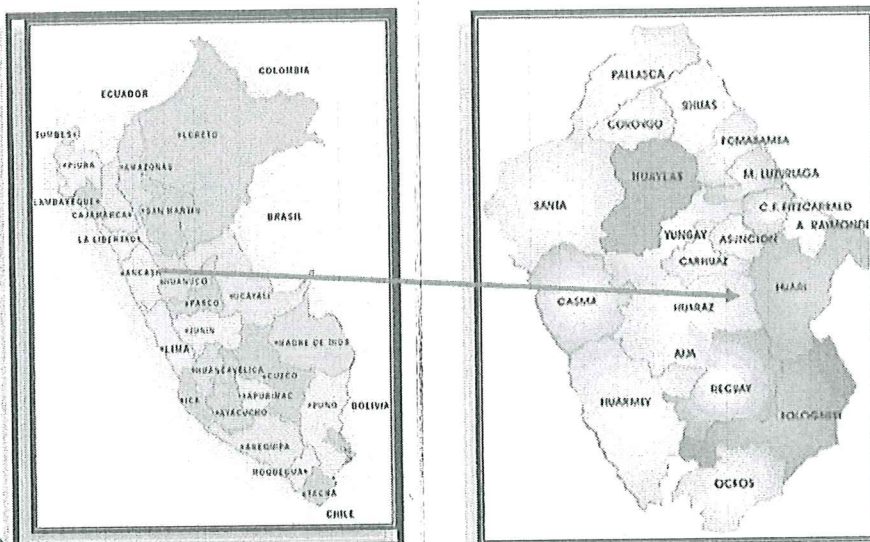 COLOMBIA
ECUADOR
TUMBES
LORETO
PIURA
AMAZONAS
LAMBAYEQUE
CAJAMARCA
SAN MARTIN
BRASIL
LA LIBERTAD
ANCASH
HUANUCO
UCAYALI
PASCO
JUNIN
LIMA
MADRE DE DIOS
HUANCAVELICA
CUZCO
ICA
APURIMAC
PUNO
BOLIVIA
AYACUCHO
AREQUIPA
MOQUEGUA
TACNA
CHILE
PALLASCA
SIHUAS
CORONGO
POMABAMBA
HUAYLAS
M. LUZURIAGA
SANTA
C.F. FITZCARRALD
A. RAYMONDI
YUNGAY
ASUNCION
CARHUAZ
HUARI
CASMA
HUARAZ
AIJA
RECUAY
HUARMEY
BOLOGNESI
OCROS